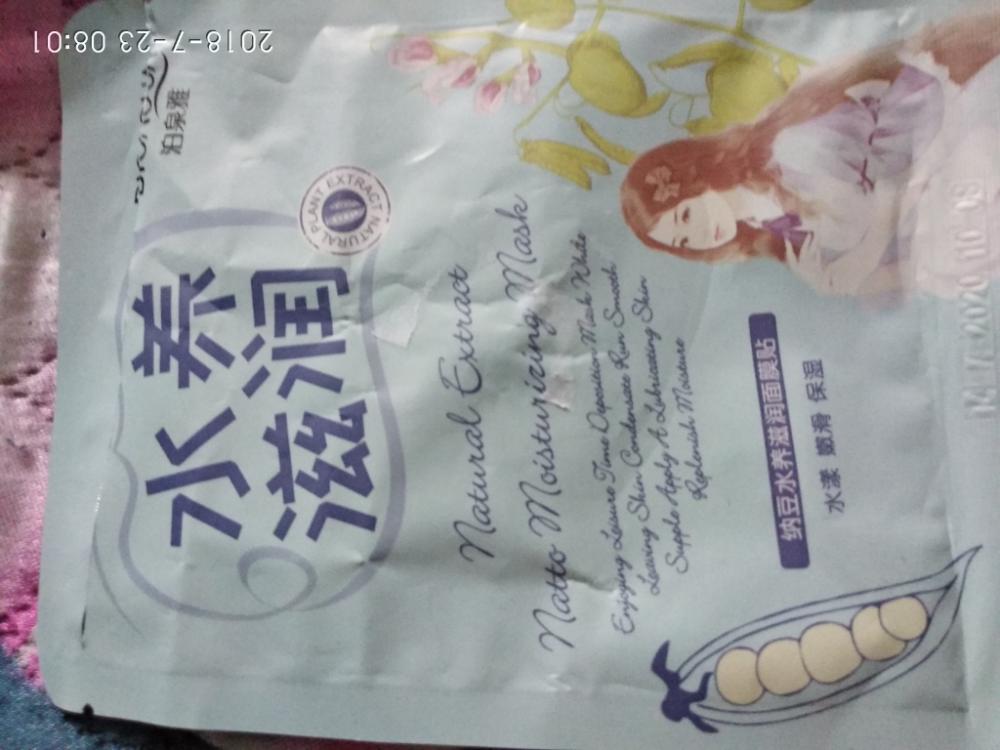 2018-7-23 08:01
泊泉雅
水养
滋润
NATURAL PLANT EXTRACT
Natural Extract
Natto Moisturizing Mask
Enjoying Leisure Time Deposition Mask White
Leaving Skin Condensate Run Smooth
Supple Apply A Lubricating Skin
Replenish Moisture
纳豆水养滋润面膜贴
水漾 嫩滑 保湿